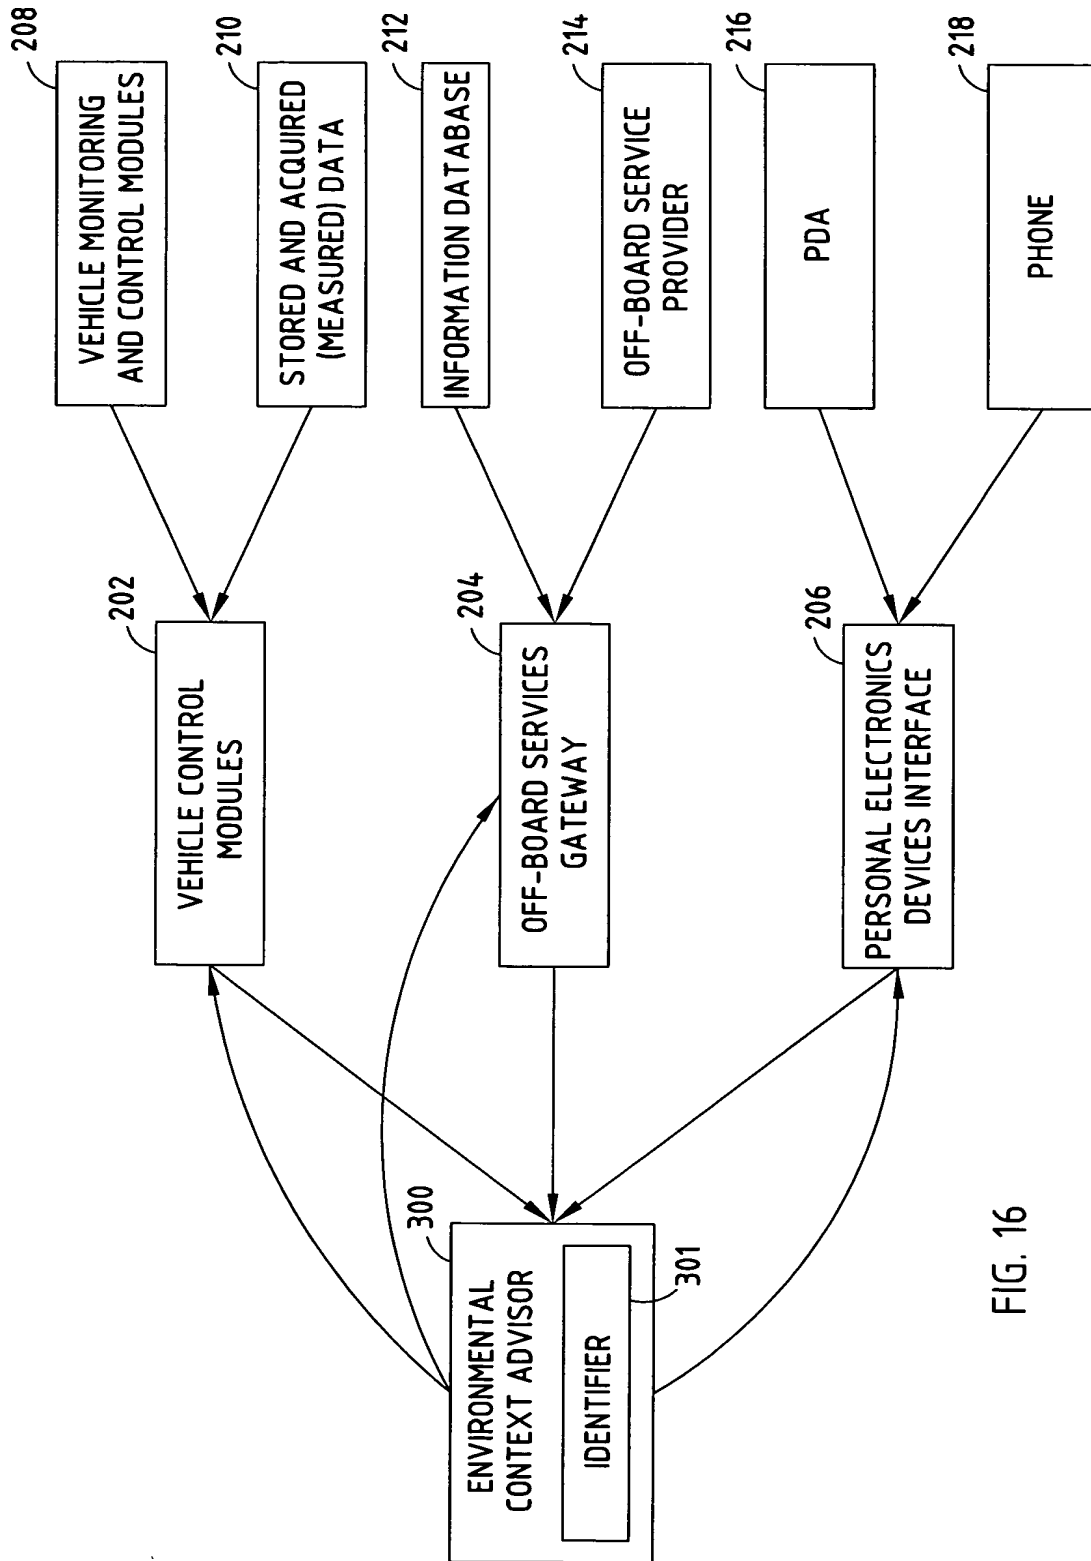 208
VEHICLE MONITORING
AND CONTROL MODULES
210
STORED AND ACQUIRED
(MEASURED) DATA
212
INFORMATION DATABASE
214
OFF-BOARD SERVICE
PROVIDER
216
PDA
218
PHONE
202
VEHICLE CONTROL
MODULES
204
OFF-BOARD SERVICES
GATEWAY
206
PERSONAL ELECTRONICS
DEVICES INTERFACE
300
ENVIRONMENTAL
CONTEXT ADVISOR
IDENTIFIER
301
FIG. 16